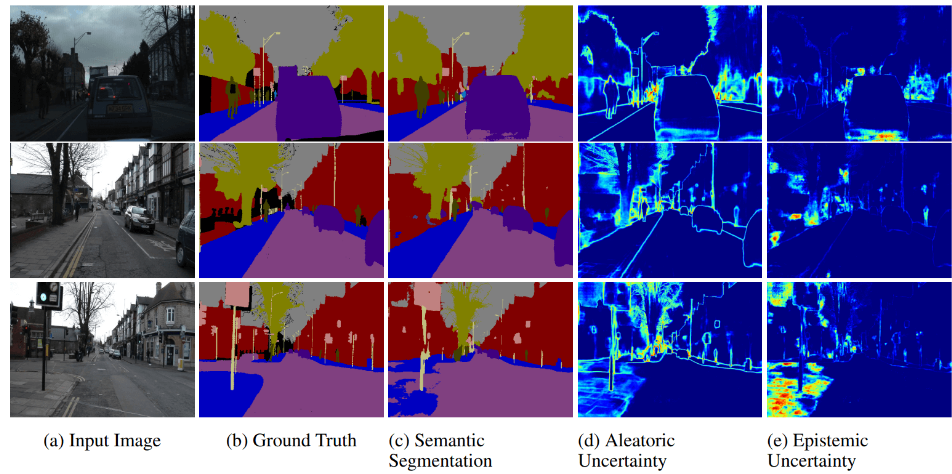 (a) Input Image
(b) Ground Truth
(c) Semantic
Segmentation
(d) Aleatoric
Uncertainty
(e) Epistemic
Uncertainty